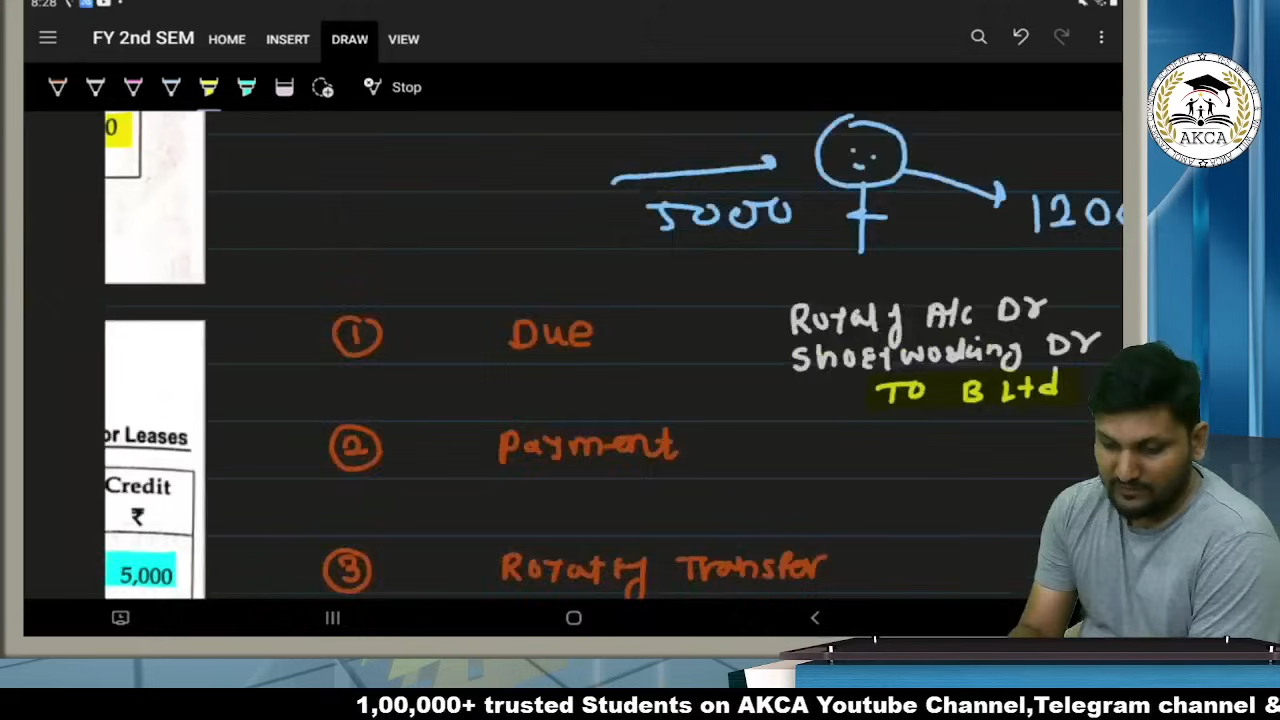 8:28
FY 2nd SEM HOME INSERT DRAW VIEW
Stop
0
5000
1200
Royalty A/c Dr
Shortworking Dr
To B Ltd
1 Due
2 Payment
3 Royalty Transfer
or Leases
Credit
₹
5,000
AKCA
1,00,000+ trusted Students on AKCA Youtube Channel,Telegram channel &